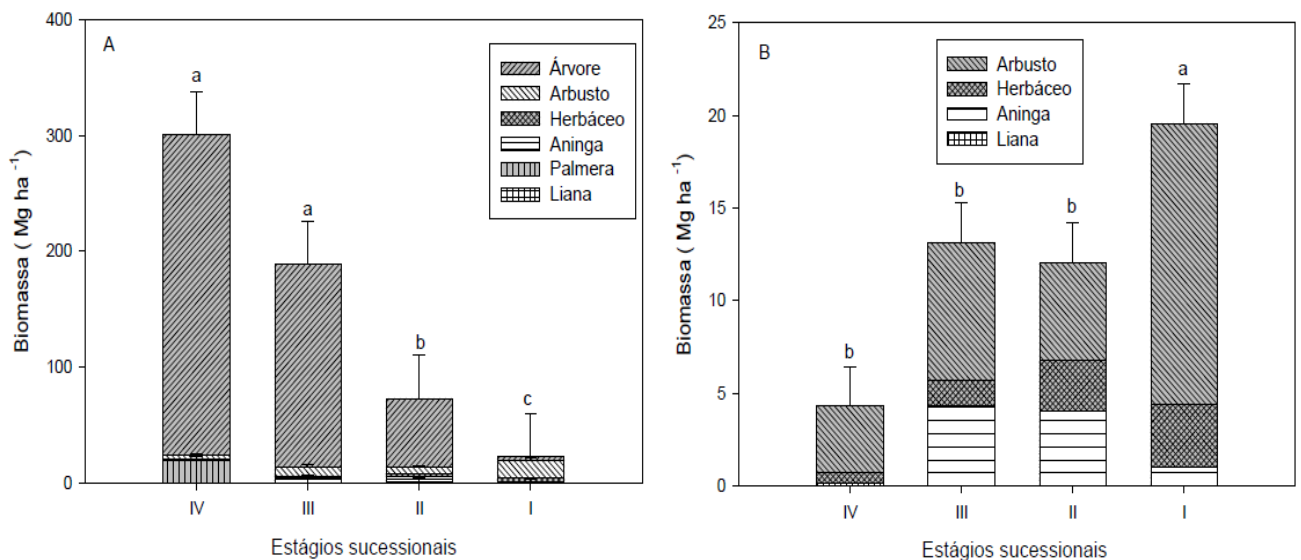 A
Biomassa ( Mg ha -1)
400
300
200
100
0
a
a
b
c
Árvore
Arbusto
Herbáceo
Aninga
Palmera
Liana
IV
III
II
I
Estágios sucessionais
B
Biomassa ( Mg ha -1)
25
20
15
10
5
0
b
b
b
a
Arbusto
Herbáceo
Aninga
Liana
IV
III
II
I
Estágios sucessionais